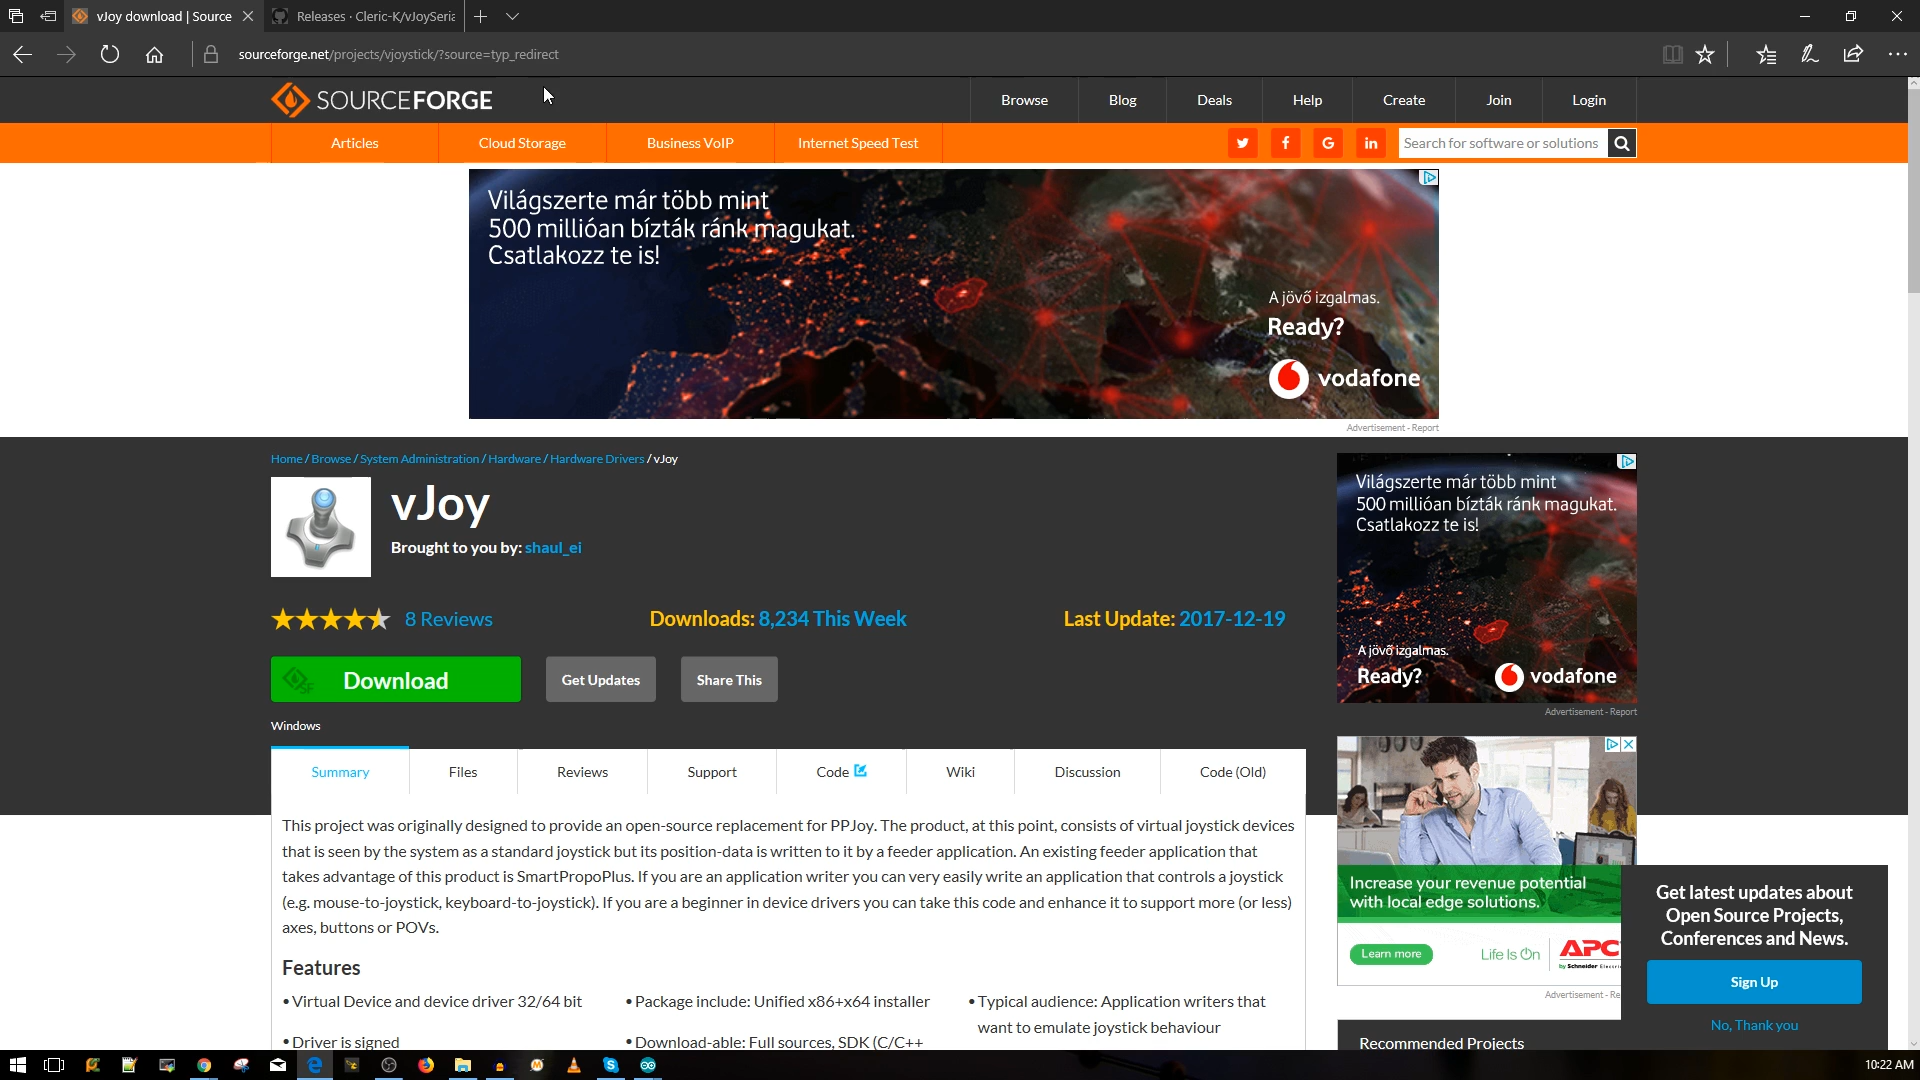 vJoy download | Source
Releases · Cleric-K/vJoySeria
sourceforge.net/projects/vjoystick/?source=typ_redirect
SOURCEFORGE
Browse
Blog
Deals
Help
Create
Join
Login
Articles
Cloud Storage
Business VoIP
Internet Speed Test
Search for software or solutions
Világszerte már több mint
500 millióan bízták ránk magukat.
Csatlakozz te is!
A jövő izgalmas.
Ready?
vodafone
Advertisement - Report
Home / Browse / System Administration / Hardware / Hardware Drivers / vJoy
vJoy
Brought to you by: shaul_ei
8 Reviews
Downloads: 8,234 This Week
Last Update: 2017-12-19
Download
Get Updates
Share This
Windows
Világszerte már több mint
500 millióan bízták ránk magukat.
Csatlakozz te is!
A jövő izgalmas.
Ready?
vodafone
Advertisement - Report
Summary
Files
Reviews
Support
Code
Wiki
Discussion
Code (Old)
This project was originally designed to provide an open-source replacement for PPJoy. The product, at this point, consists of virtual joystick devices
that is seen by the system as a standard joystick but its position-data is written to it by a feeder application. An existing feeder application that
takes advantage of this product is SmartPropoPlus. If you are an application writer you can very easily write an application that controls a joystick
(e.g. mouse-to-joystick, keyboard-to-joystick). If you are a beginner in device drivers you can take this code and enhance it to support more (or less)
axes, buttons or POVs.
Features
• Virtual Device and device driver 32/64 bit
• Package include: Unified x86+x64 installer
• Typical audience: Application writers that
want to emulate joystick behaviour
• Driver is signed
• Download-able: Full sources, SDK (C/C++
Increase your revenue potential
with local edge solutions.
Learn more
Life Is On
APC
by Schneider Electric
Advertisement - Re
Get latest updates about
Open Source Projects,
Conferences and News.
Sign Up
No, Thank you
Recommended Projects
10:22 AM